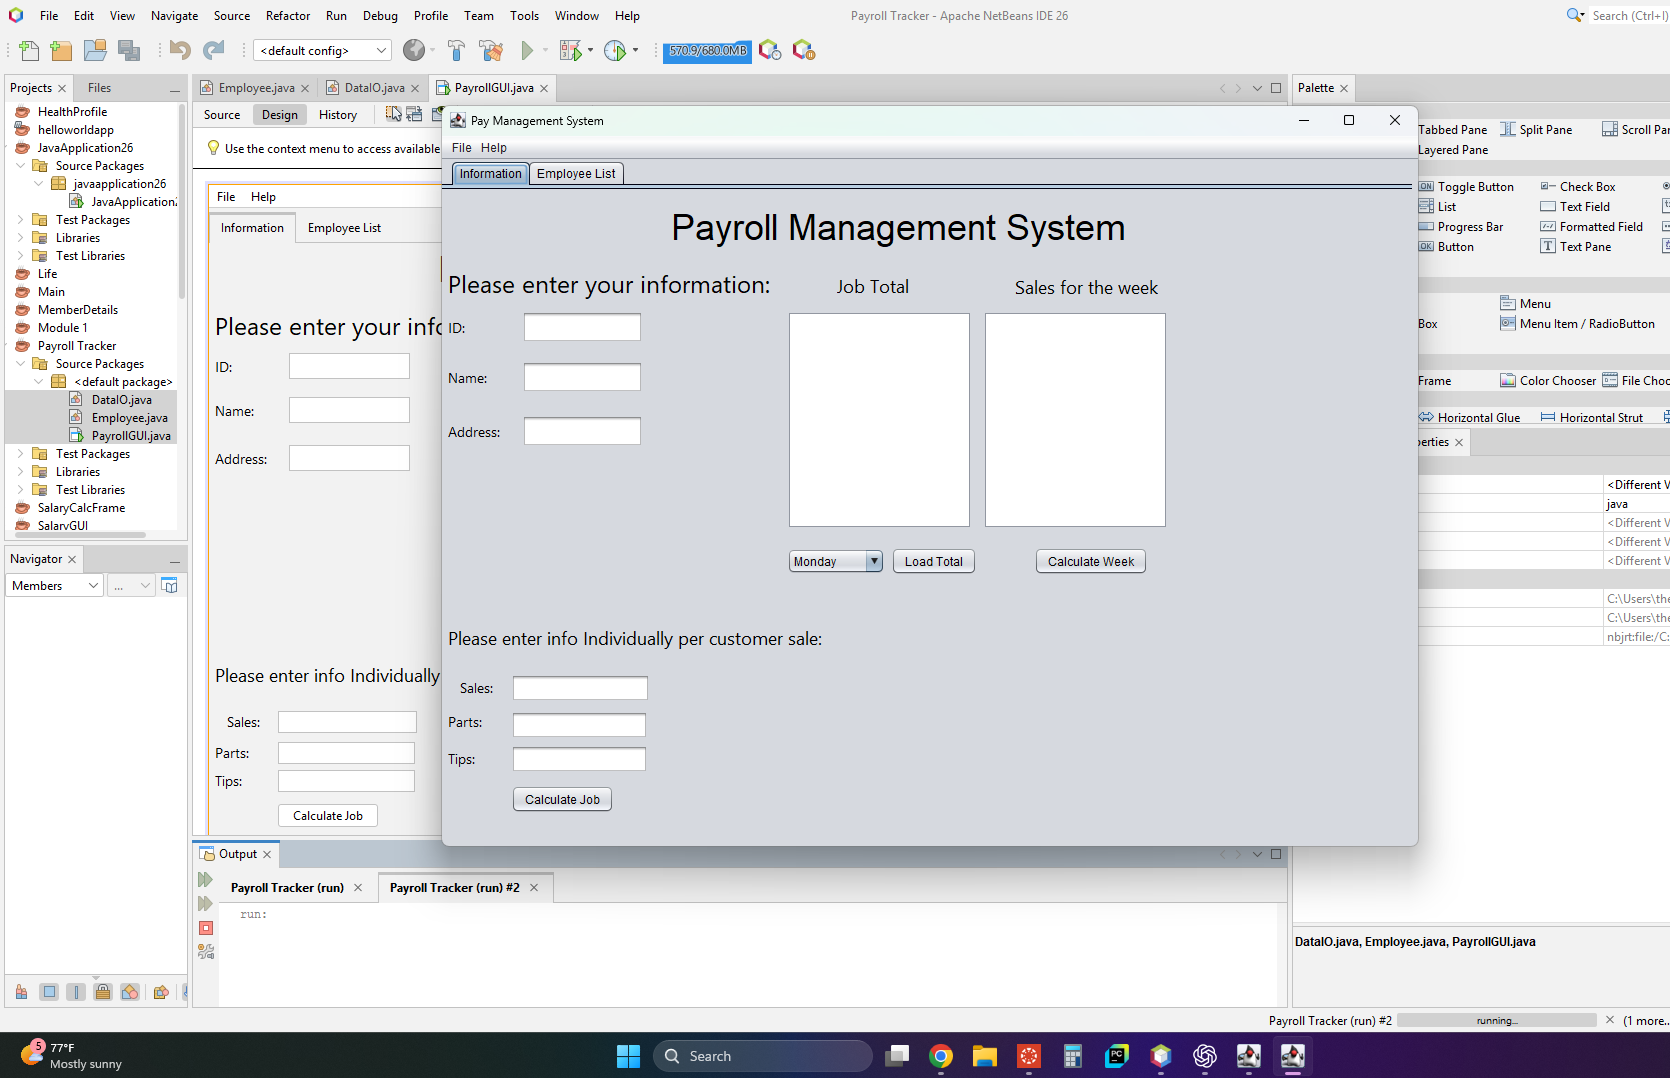 File Edit View Navigate Source Refactor Run Debug Profile Team Tools Window Help
Payroll Tracker - Apache NetBeans IDE 26
Search (Ctrl+I)
<default config>
570.9/680.0MB
Projects
Files
HealthProfile
helloworldapp
JavaApplication26
Source Packages
javaapplication26
JavaApplication
Test Packages
Libraries
Test Libraries
Life
Main
MemberDetails
Module 1
Payroll Tracker
Source Packages
<default package>
DataIO.java
Employee.java
PayrollGUI.java
Test Packages
Libraries
Test Libraries
SalaryCalcFrame
SalaryGUI
Navigator
Members
...
Employee.java
DataIO.java
PayrollGUI.java
Source Design History
Use the context menu to access available
File Help
Information
Employee List
Please enter your info
ID:
Name:
Address:
Please enter info Individually
Sales:
Parts:
Tips:
Calculate Job
Pay Management System
File Help
Information
Employee List
Payroll Management System
Please enter your information:
Job Total
Sales for the week
ID:
Name:
Address:
Monday
Load Total
Calculate Week
Please enter info Individually per customer sale:
Sales:
Parts:
Tips:
Calculate Job
Palette
Tabbed Pane Split Pane Scroll Pan
Layered Pane
ON Toggle Button Check Box
List Text Field
Progress Bar Formatted Field
OK Button Text Pane
Menu
Box Menu Item / RadioButton
Frame Color Chooser File Choo
Horizontal Glue Horizontal Strut
perties
<Different V
java
<Different V
<Different V
<Different V
C:\Users\the
C:\Users\the
nbjrt:file:/C:
DataIO.java, Employee.java, PayrollGUI.java
Output
Payroll Tracker (run)
Payroll Tracker (run) #2
run:
Payroll Tracker (run) #2
running...
(1 more..
5
77°F
Mostly sunny
Search
PC